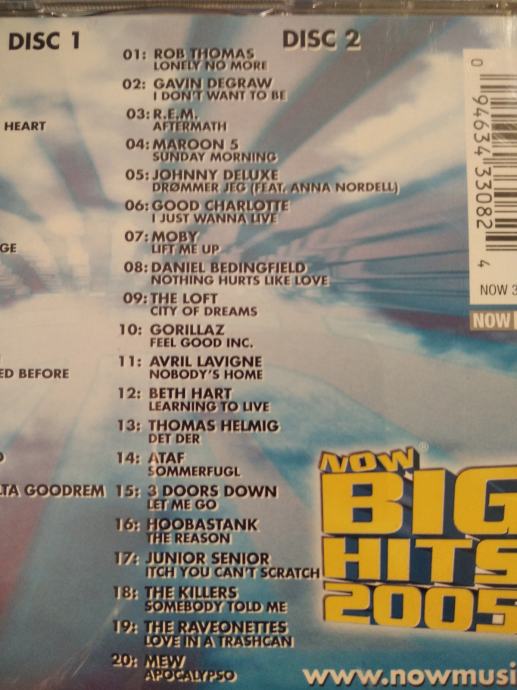 DISC 1
HEART
GE
ED BEFORE
LTA GOODREM
DISC 2
01: ROB THOMAS
LONELY NO MORE
02: GAVIN DEGRAW
I DON'T WANT TO BE
03: R.E.M.
AFTERMATH
04: MAROON 5
SUNDAY MORNING
05: JOHNNY DELUXE
DRØMMER JEG (FEAT. ANNA NORDELL)
06: GOOD CHARLOTTE
I JUST WANNA LIVE
07: MOBY
LIFT ME UP
08: DANIEL BEDINGFIELD
NOTHING HURTS LIKE LOVE
09: THE LOFT
CITY OF DREAMS
10: GORILLAZ
FEEL GOOD INC.
11: AVRIL LAVIGNE
NOBODY'S HOME
12: BETH HART
LEARNING TO LIVE
13: THOMAS HELMIG
DET DER
14: ATAF
SOMMERFUGL
15: 3 DOORS DOWN
LET ME GO
16: HOOBASTANK
THE REASON
17: JUNIOR SENIOR
ITCH YOU CAN'T SCRATCH
18: THE KILLERS
SOMEBODY TOLD ME
19: THE RAVEONETTES
LOVE IN A TRASHCAN
20: MEW
APOCALYPSO
0 94634 33082 4
NOW 3
NOW
NOW ®
BIG
HITS
2005
www.nowmusi